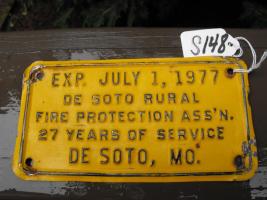 S148-
EXP. JULY 1, 1977
DE SOTO RURAL
FIRE PROTECTION ASS'N.
27 YEARS OF SERVICE
DE SOTO, MO.